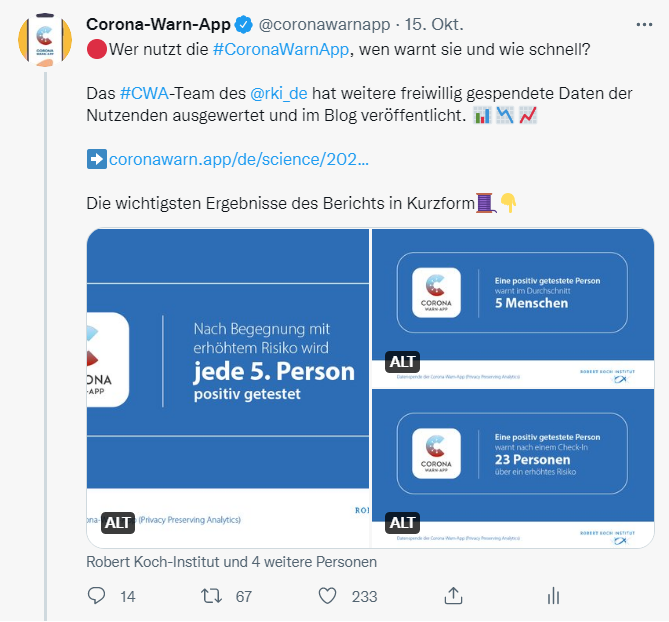 Corona-Warn-App @coronawarnapp · 15. Okt.
Wer nutzt die #CoronaWarnApp, wen warnt sie und wie schnell?
Das #CWA-Team des @rki_de hat weitere freiwillig gespendete Daten der
Nutzenden ausgewertet und im Blog veröffentlicht.
coronawarn.app/de/science/202...
Die wichtigsten Ergebnisse des Berichts in Kurzform
ONA
-APP
Nach Begegnung mit
erhöhtem Risiko wird
jede 5. Person
positiv getestet
ona-
ALT
(Privacy Preserving Analytics)
ROI
CORONA
WARN-APP
Eine positiv getestete Person
warnt im Durchschnitt
5 Menschen
ALT
Datenspende der Corona-Warn-App (Privacy Preserving Analytics)
ROBERT KOCH INSTITUT
CORONA
WARN-APP
Eine positiv getestete Person
warnt nach einem Check-In
23 Personen
über ein erhöhtes Risiko
ALT
Datenspende der Corona-Warn-App (Privacy Preserving Analytics)
ROBERT KOCH INSTITUT
Robert Koch-Institut und 4 weitere Personen
14 67 233